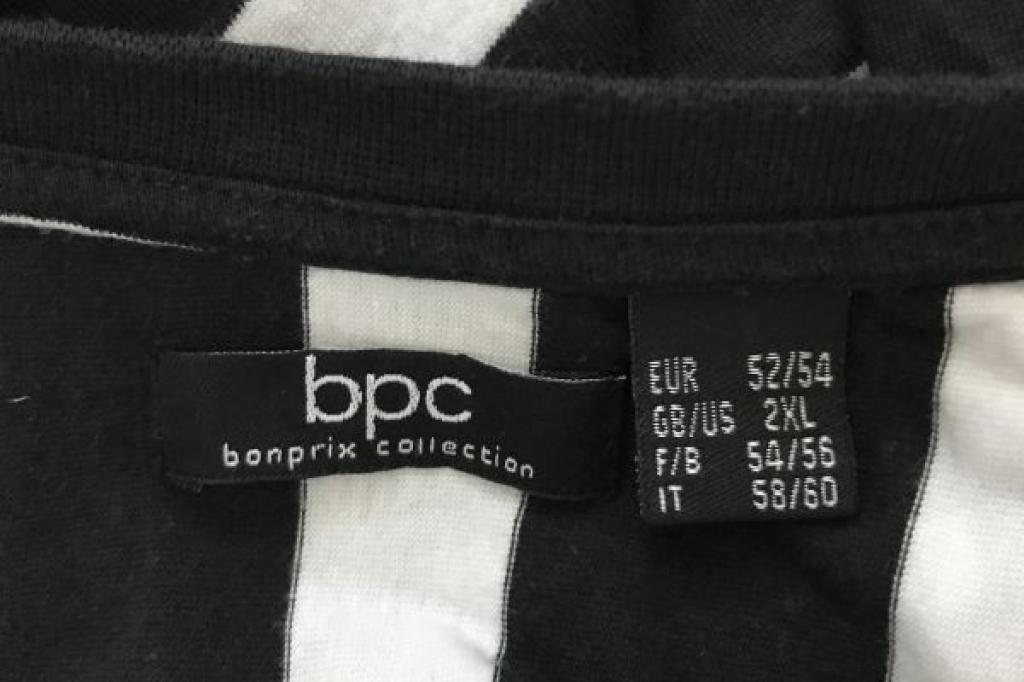 bpc
bonprix collection
EUR 52/54
GB/US 2XL
F/B 54/56
IT 58/60